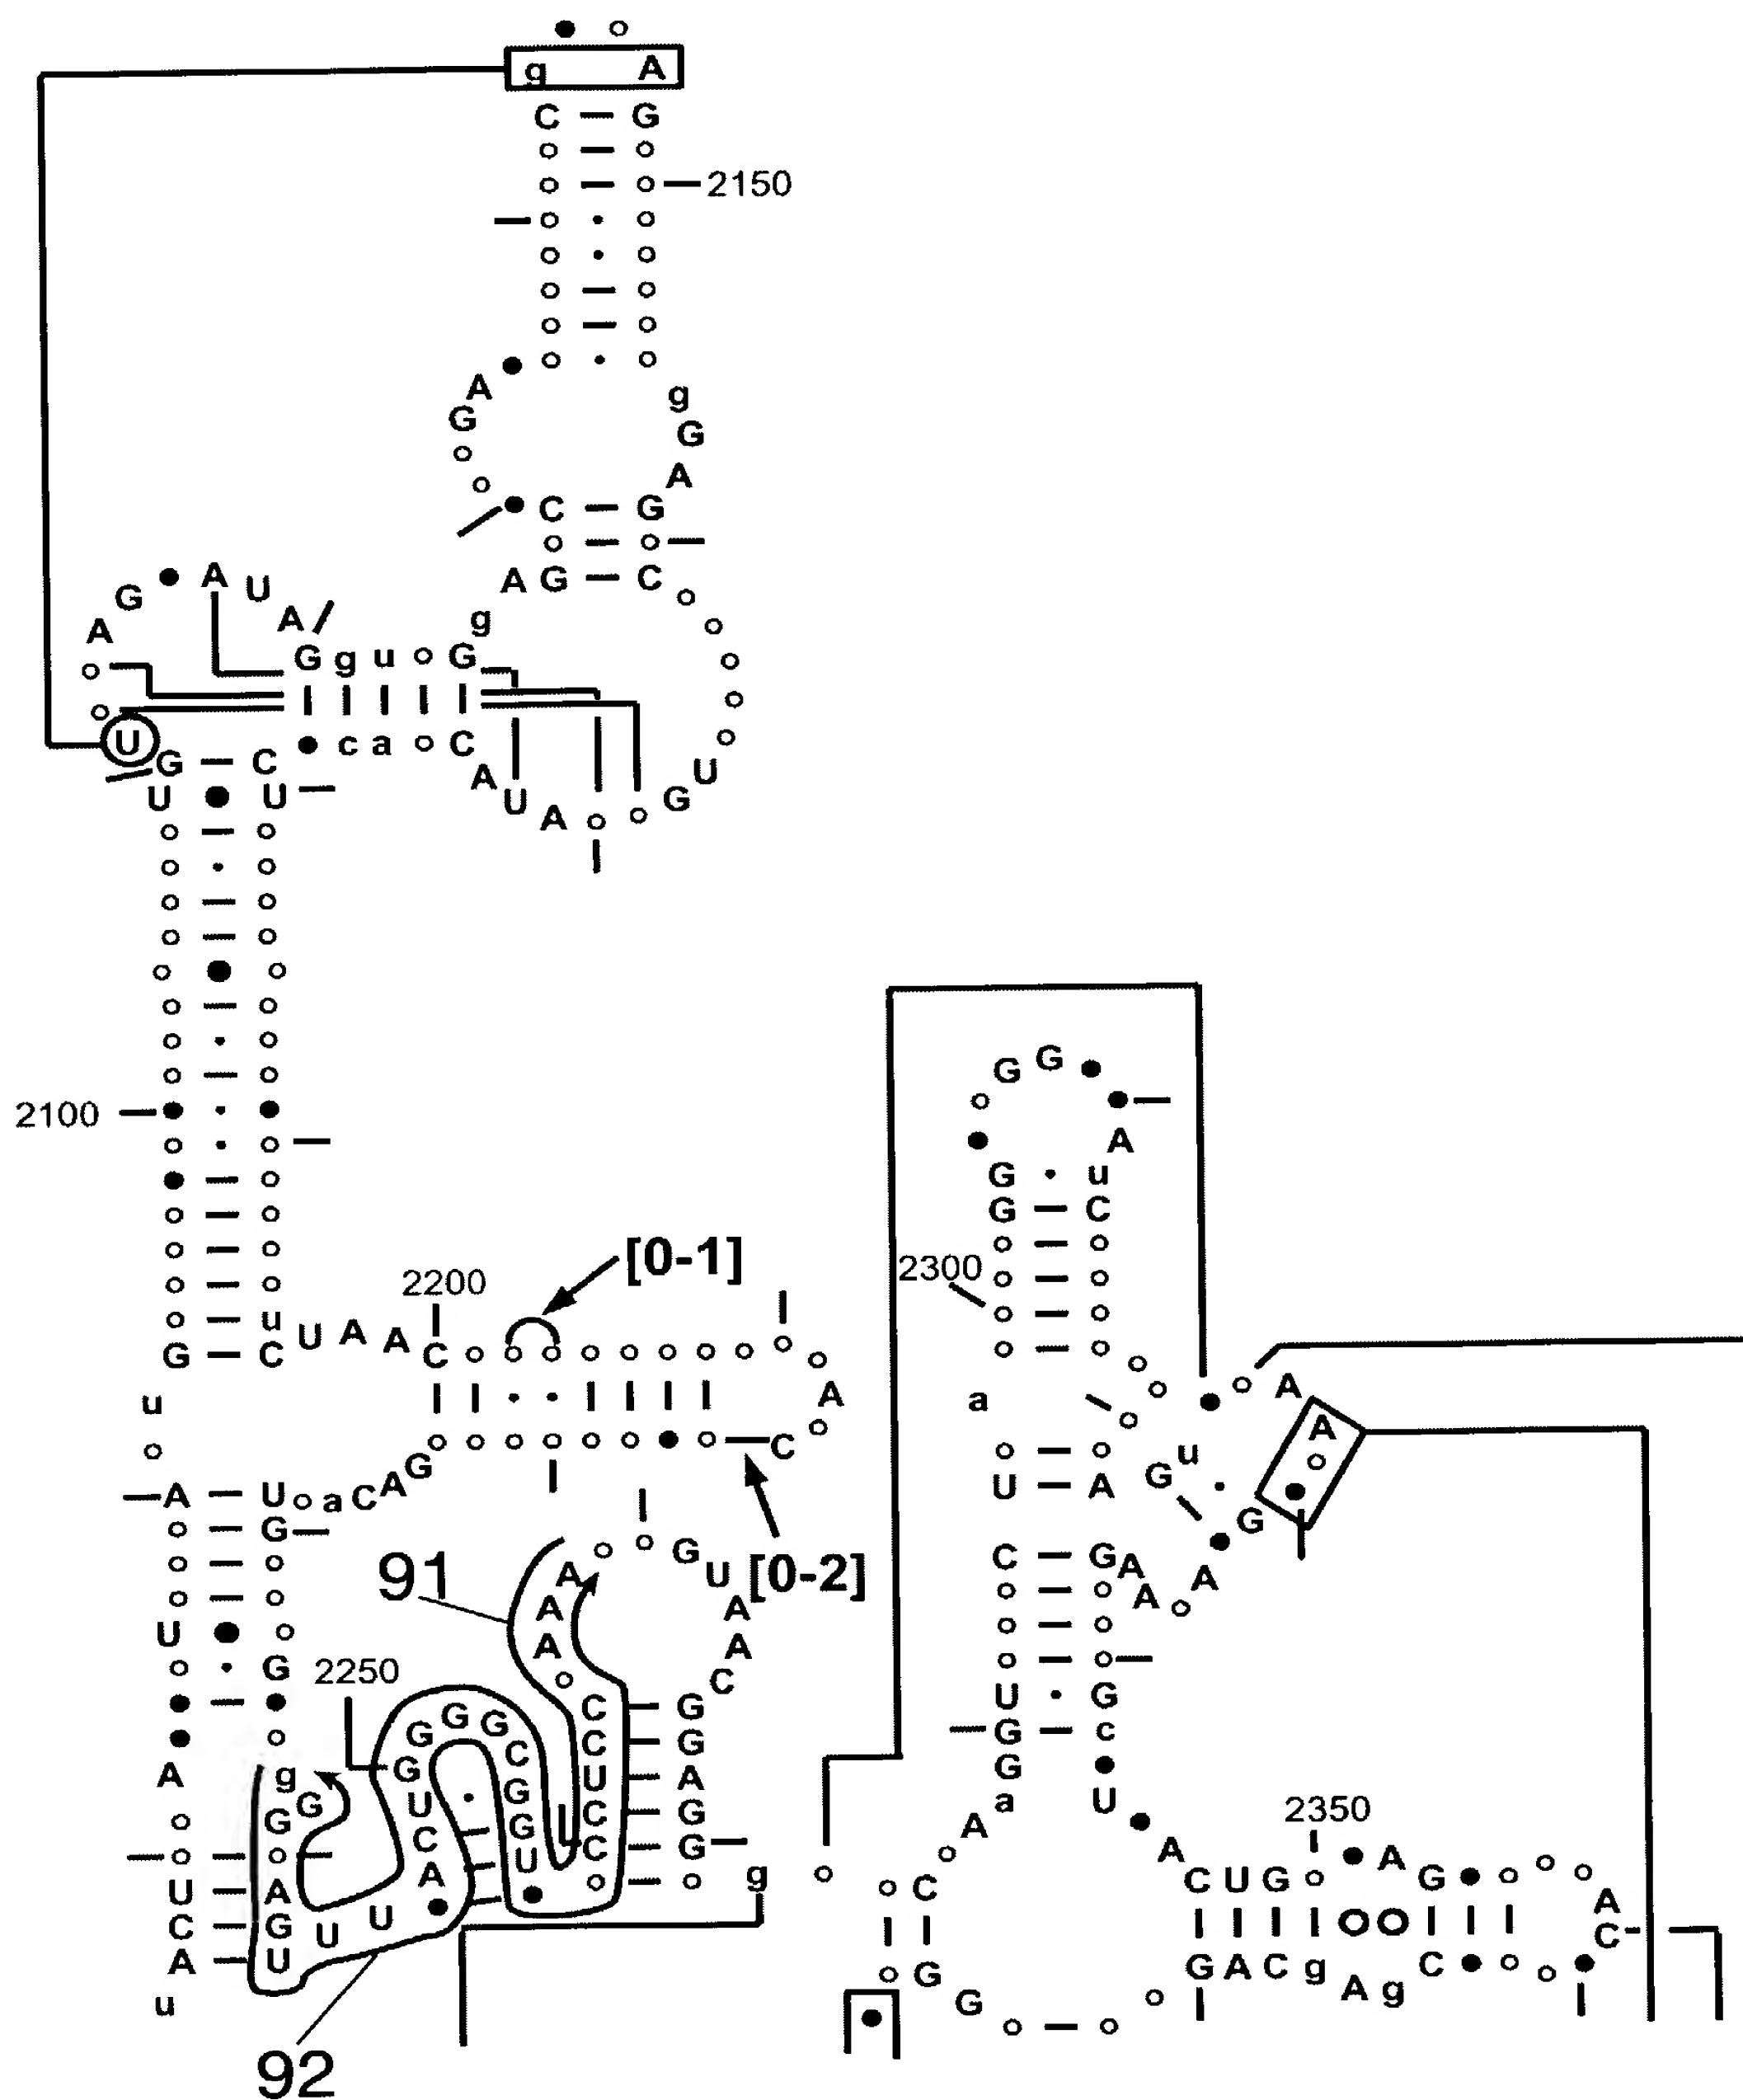 g A
C G
2150
A g
G G
A
C G
A G C
G A U
A A g
G g u G
U c a C
G C A U
U U U A G
G G
2100 A
G u
[0-1] G C
2200 2300
u
G C U A A C
A A
u a A
C u
G G
A U a C A A U A
G G
91 A G C G A
A U [0-2] A A
U A A
A A
G 2250 C
C G U G
G G G
G C C G G c
A g G G U A G
G G U G C G a U 2350
C U C G A
A A U C G g C U G A G
U A C A
C G U U C
A U G G A C g C
u G A g
92